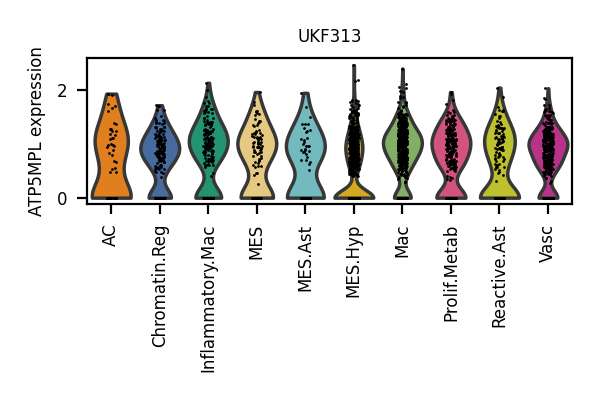 UKF313
ATP5MPL expression
2
0
AC
Chromatin.Reg
Inflammatory.Mac
MES
MES.Ast
MES.Hyp
Mac
Prolif.Metab
Reactive.Ast
Vasc